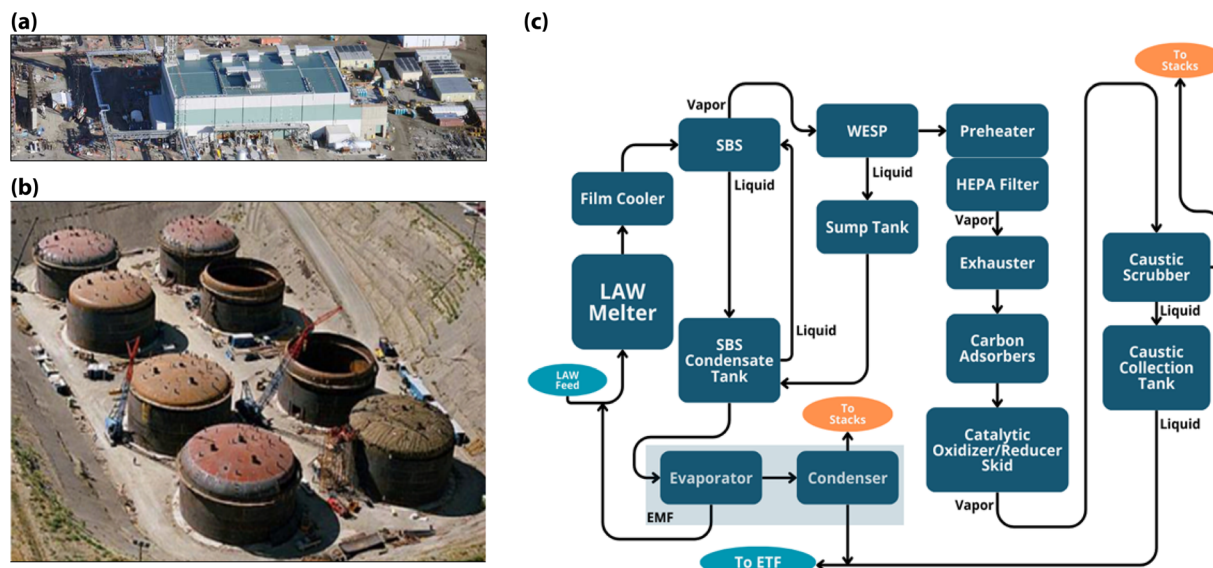 (a)
(b)
(c)
To
Stacks
Vapor
SBS
WESP
Preheater
Liquid
Liquid
HEPA Filter
Film Cooler
Vapor
Sump Tank
Exhauster
Caustic
Scrubber
LAW
Melter
Liquid
Liquid
SBS
Condensate
Tank
Carbon
Adsorbers
Caustic
Collection
Tank
LAW
Feed
To
Stacks
Liquid
Catalytic
Oxidizer/Reducer
Skid
Evaporator
Condenser
Vapor
EMF
To ETF